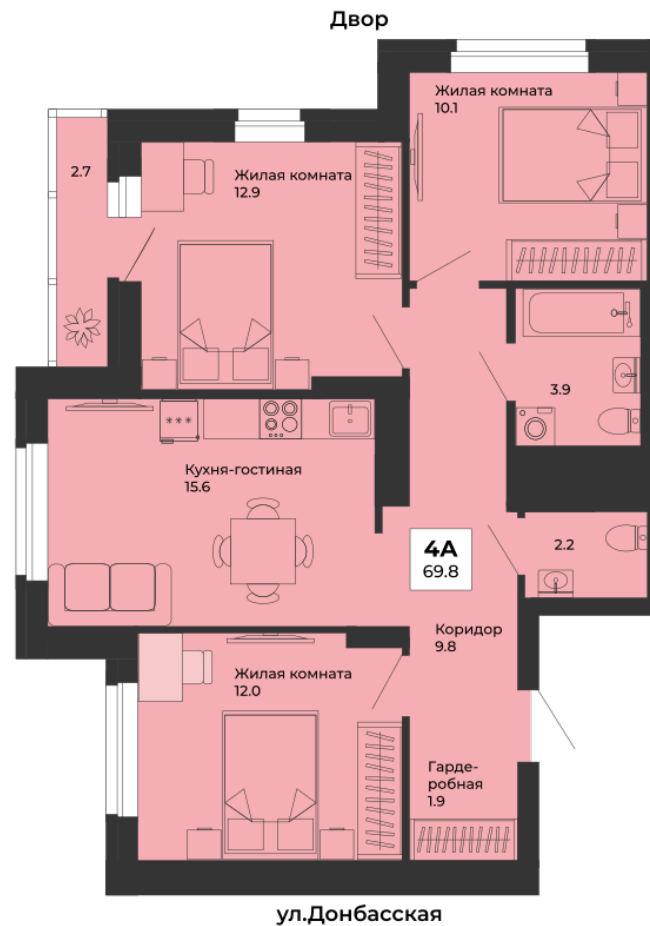 Двор
Жилая комната
10.1
2.7
Жилая комната
12.9
3.9
Кухня-гостиная
15.6
4А
69.8
2.2
Коридор
9.8
Жилая комната
12.0
Гарде-
робная
1.9
ул.Донбасская